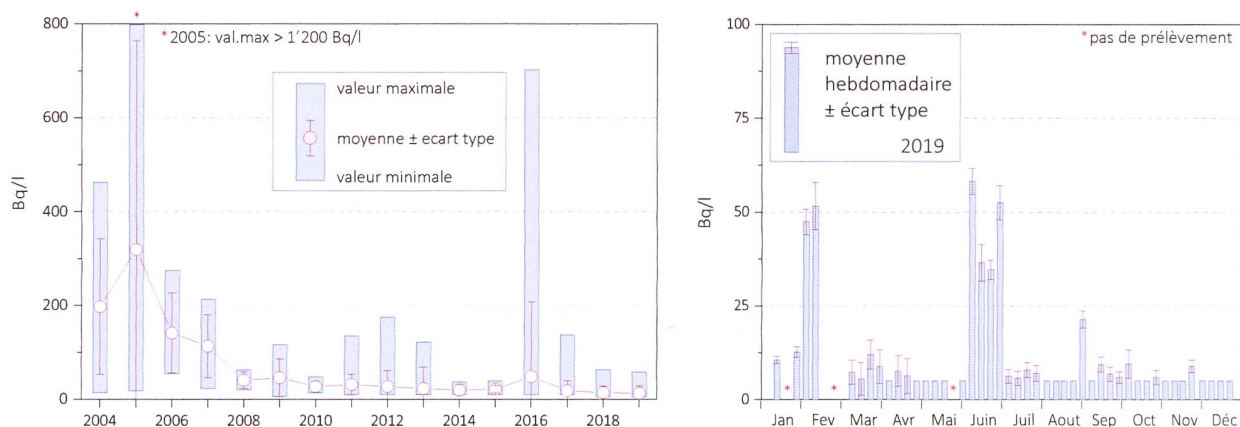 800
600
400
200
0
Bq/l
* 2005: val.max > 1'200 Bq/l
valeur maximale
moyenne ± ecart type
valeur minimale
2004 2006 2008 2010 2012 2014 2016 2018
100
75
50
25
0
Bq/l
*pas de prélèvement
moyenne
hebdomadaire
± écart type
2019
Jan Fev Mar Avr Mai Juin Juil Aout Sep Oct Nov Déc